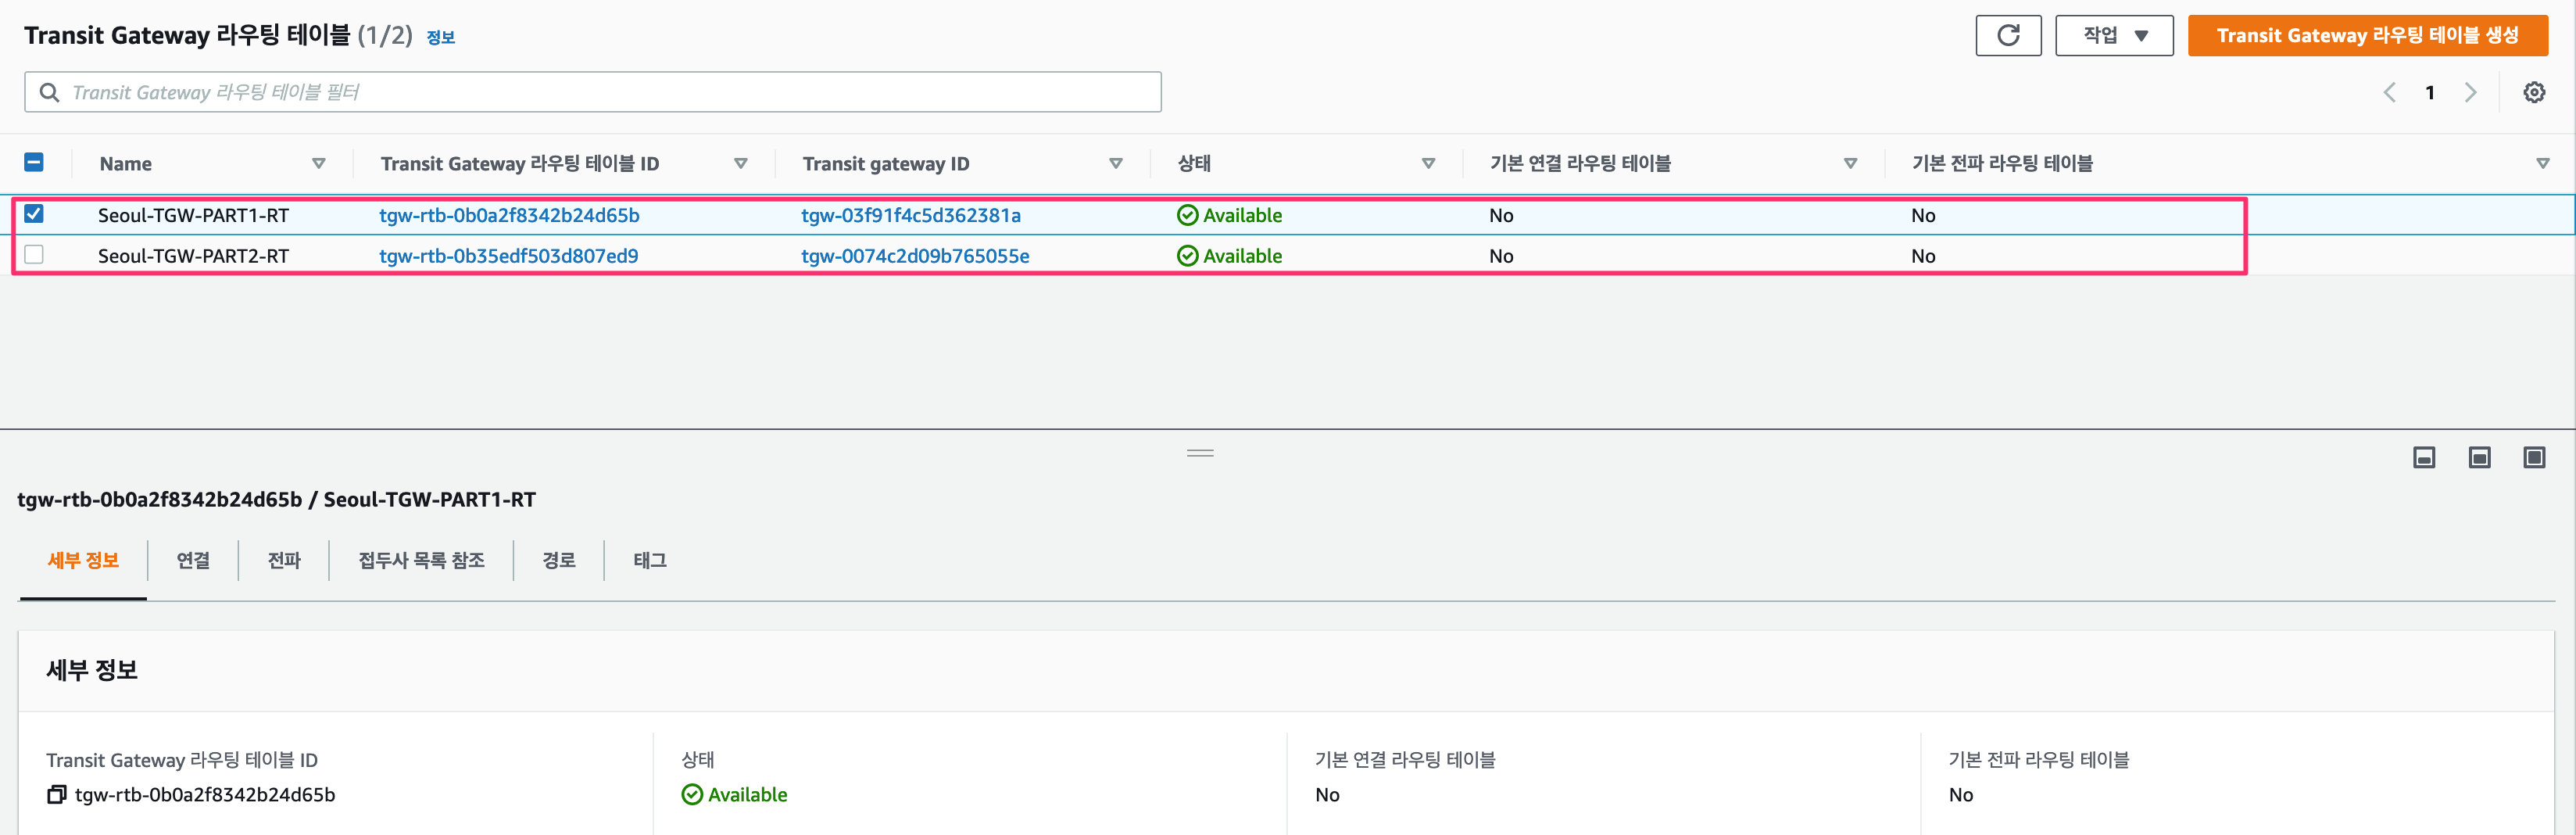 Transit Gateway 라우팅 테이블 (1/2) 정보
작업
Transit Gateway 라우팅 테이블 생성
Transit Gateway 라우팅 테이블 필터
1
Name Transit Gateway 라우팅 테이블 ID Transit gateway ID 상태 기본 연결 라우팅 테이블 기본 전파 라우팅 테이블
Seoul-TGW-PART1-RT tgw-rtb-0b0a2f8342b24d65b tgw-03f91f4c5d362381a Available No No
Seoul-TGW-PART2-RT tgw-rtb-0b35edf503d807ed9 tgw-0074c2d09b765055e Available No No
tgw-rtb-0b0a2f8342b24d65b / Seoul-TGW-PART1-RT
세부 정보 연결 전파 접두사 목록 참조 경로 태그
세부 정보
Transit Gateway 라우팅 테이블 ID 상태 기본 연결 라우팅 테이블 기본 전파 라우팅 테이블
tgw-rtb-0b0a2f8342b24d65b Available No No